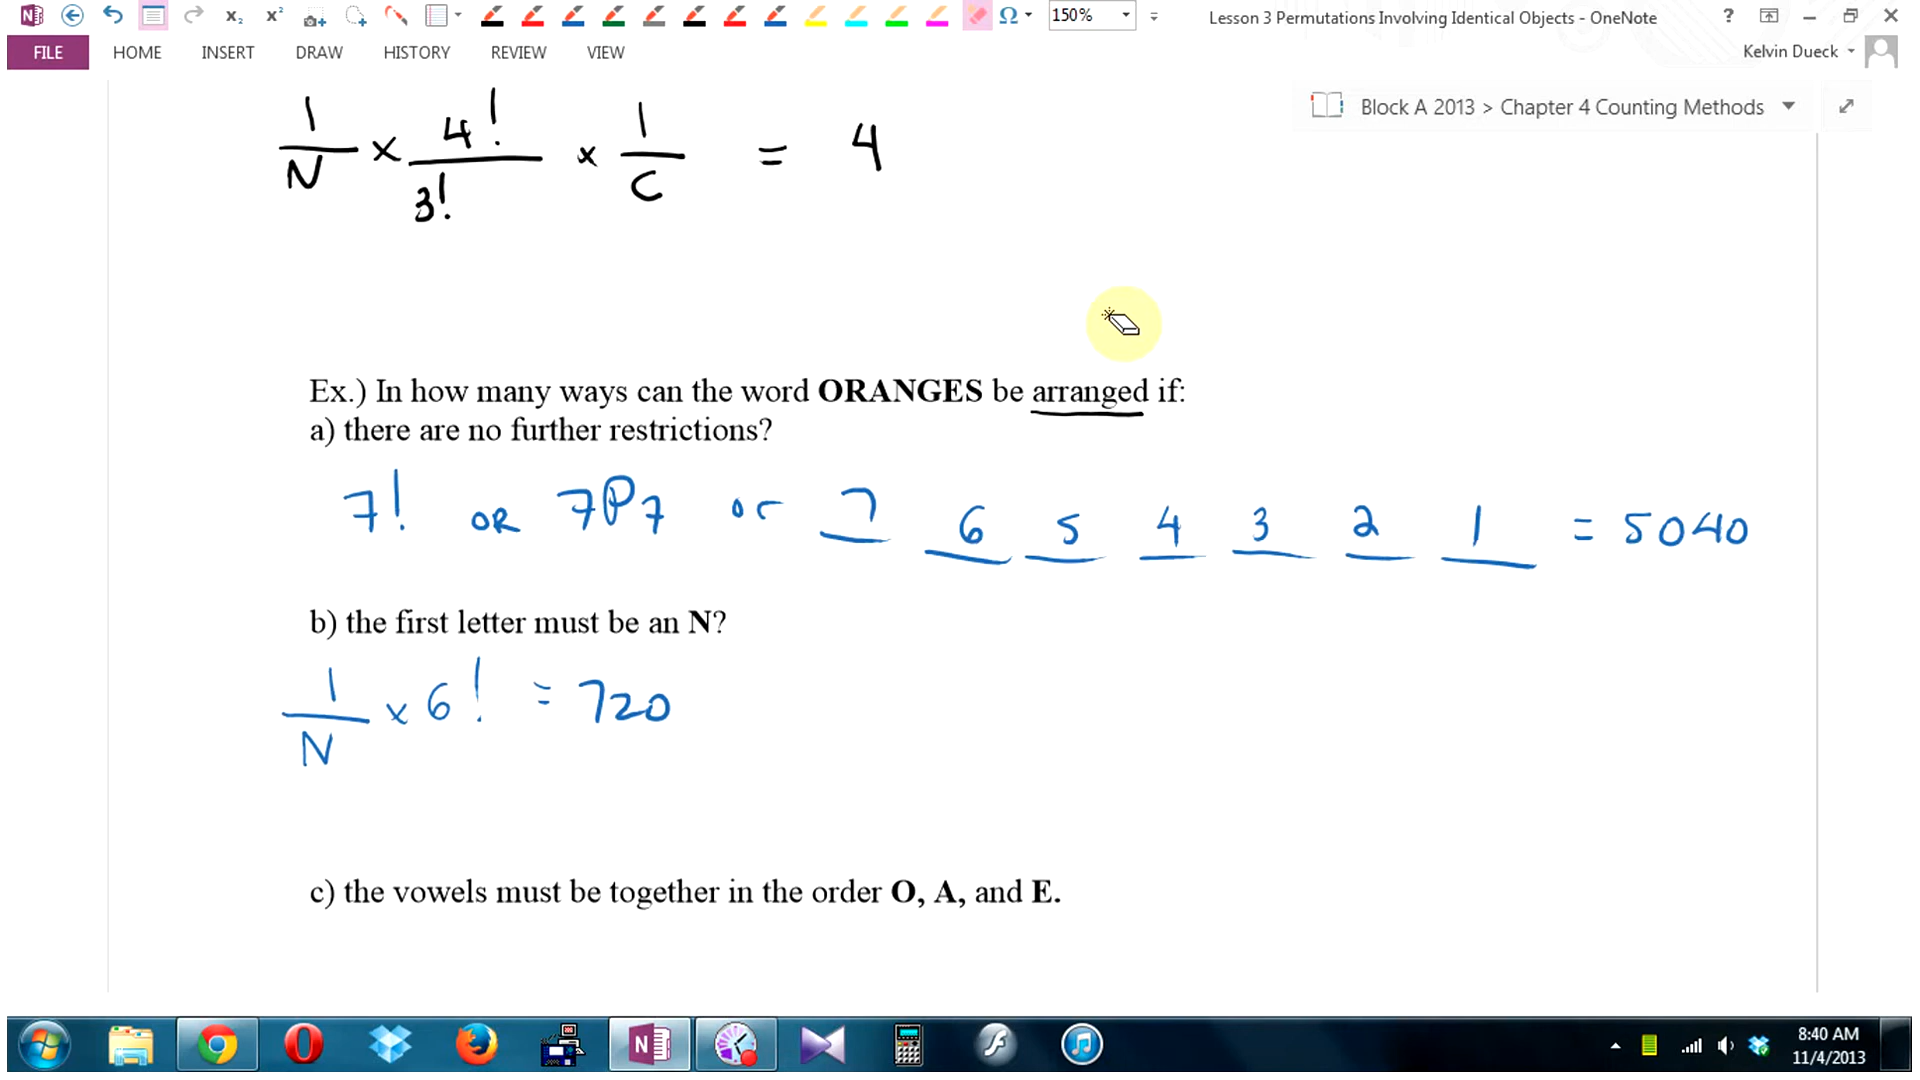 150%
Lesson 3 Permutations Involving Identical Objects - OneNote
FILE HOME INSERT DRAW HISTORY REVIEW VIEW
Kelvin Dueck
Block A 2013 > Chapter 4 Counting Methods
1/N × 4!/3! × 1/C = 4
Ex.) In how many ways can the word ORANGES be arranged if:
a) there are no further restrictions?
7! OR 7P7 or 7 6 5 4 3 2 1 = 5040
b) the first letter must be an N?
1/N × 6! = 720
c) the vowels must be together in the order O, A, and E.
8:40 AM
11/4/2013